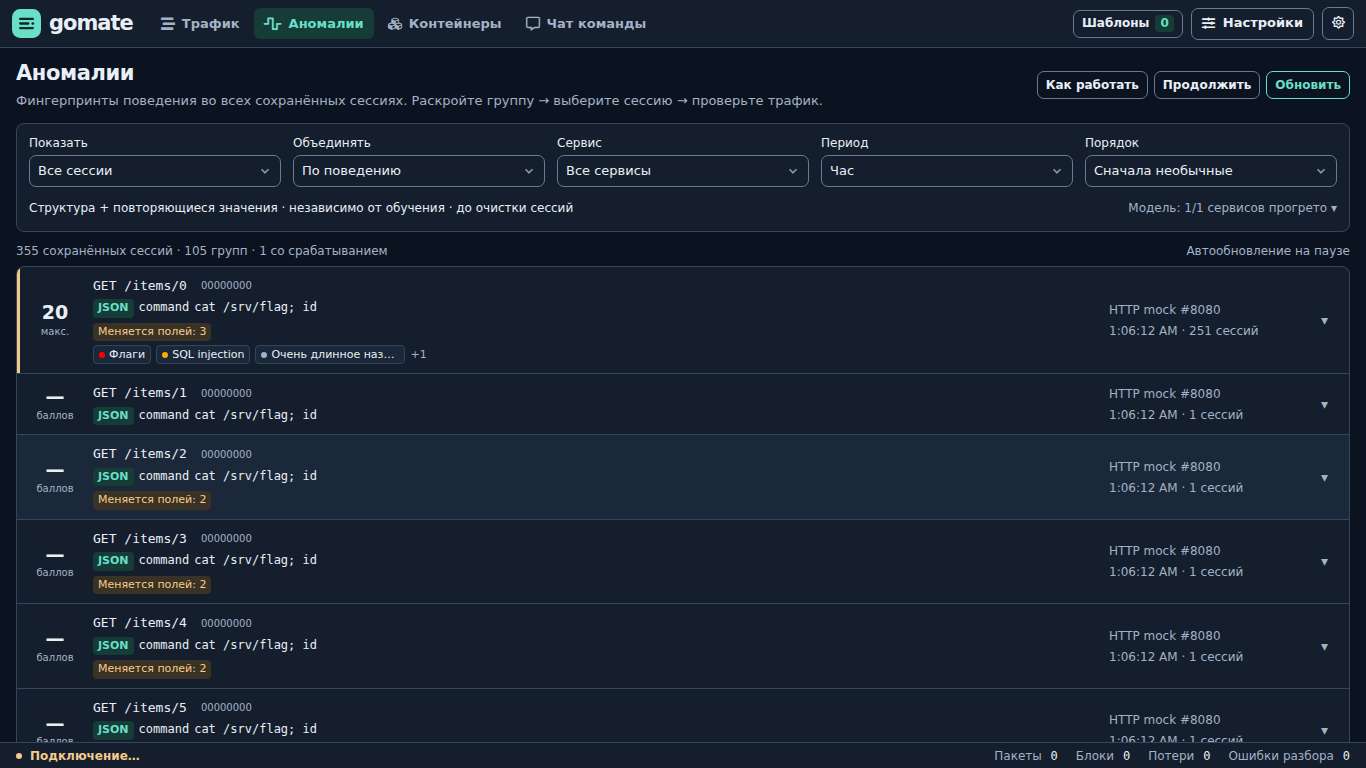 gomate Трафик Аномалии Контейнеры Чат команды Шаблоны 0 Настройки
Аномалии
Фингерпринты поведения во всех сохранённых сессиях. Раскройте группу → выберите сессию → проверьте трафик.
Как работать Продолжить Обновить
Показать Объединять Сервис Период Порядок
Все сессии По поведению Все сервисы Час Сначала необычные
Структура + повторяющиеся значения · независимо от обучения · до очистки сессий Модель: 1/1 сервисов прогрето ▾
355 сохранённых сессий · 105 групп · 1 со срабатыванием Автообновление на паузе
20
макс.
GET /items/0 00000000
JSON command cat /srv/flag; id
Меняется полей: 3
Флаги SQL injection Очень длинное наз… +1
HTTP mock #8080
1:06:12 AM · 251 сессий
▼
—
баллов
GET /items/1 00000000
JSON command cat /srv/flag; id
HTTP mock #8080
1:06:12 AM · 1 сессий
▼
—
баллов
GET /items/2 00000000
JSON command cat /srv/flag; id
Меняется полей: 2
HTTP mock #8080
1:06:12 AM · 1 сессий
▼
—
баллов
GET /items/3 00000000
JSON command cat /srv/flag; id
Меняется полей: 2
HTTP mock #8080
1:06:12 AM · 1 сессий
▼
—
баллов
GET /items/4 00000000
JSON command cat /srv/flag; id
Меняется полей: 2
HTTP mock #8080
1:06:12 AM · 1 сессий
▼
—
баллов
GET /items/5 00000000
JSON command cat /srv/flag; id
HTTP mock #8080
1:06:12 AM · 1 сессий
▼
Подключение… Пакеты 0 Блоки 0 Потери 0 Ошибки разбора 0